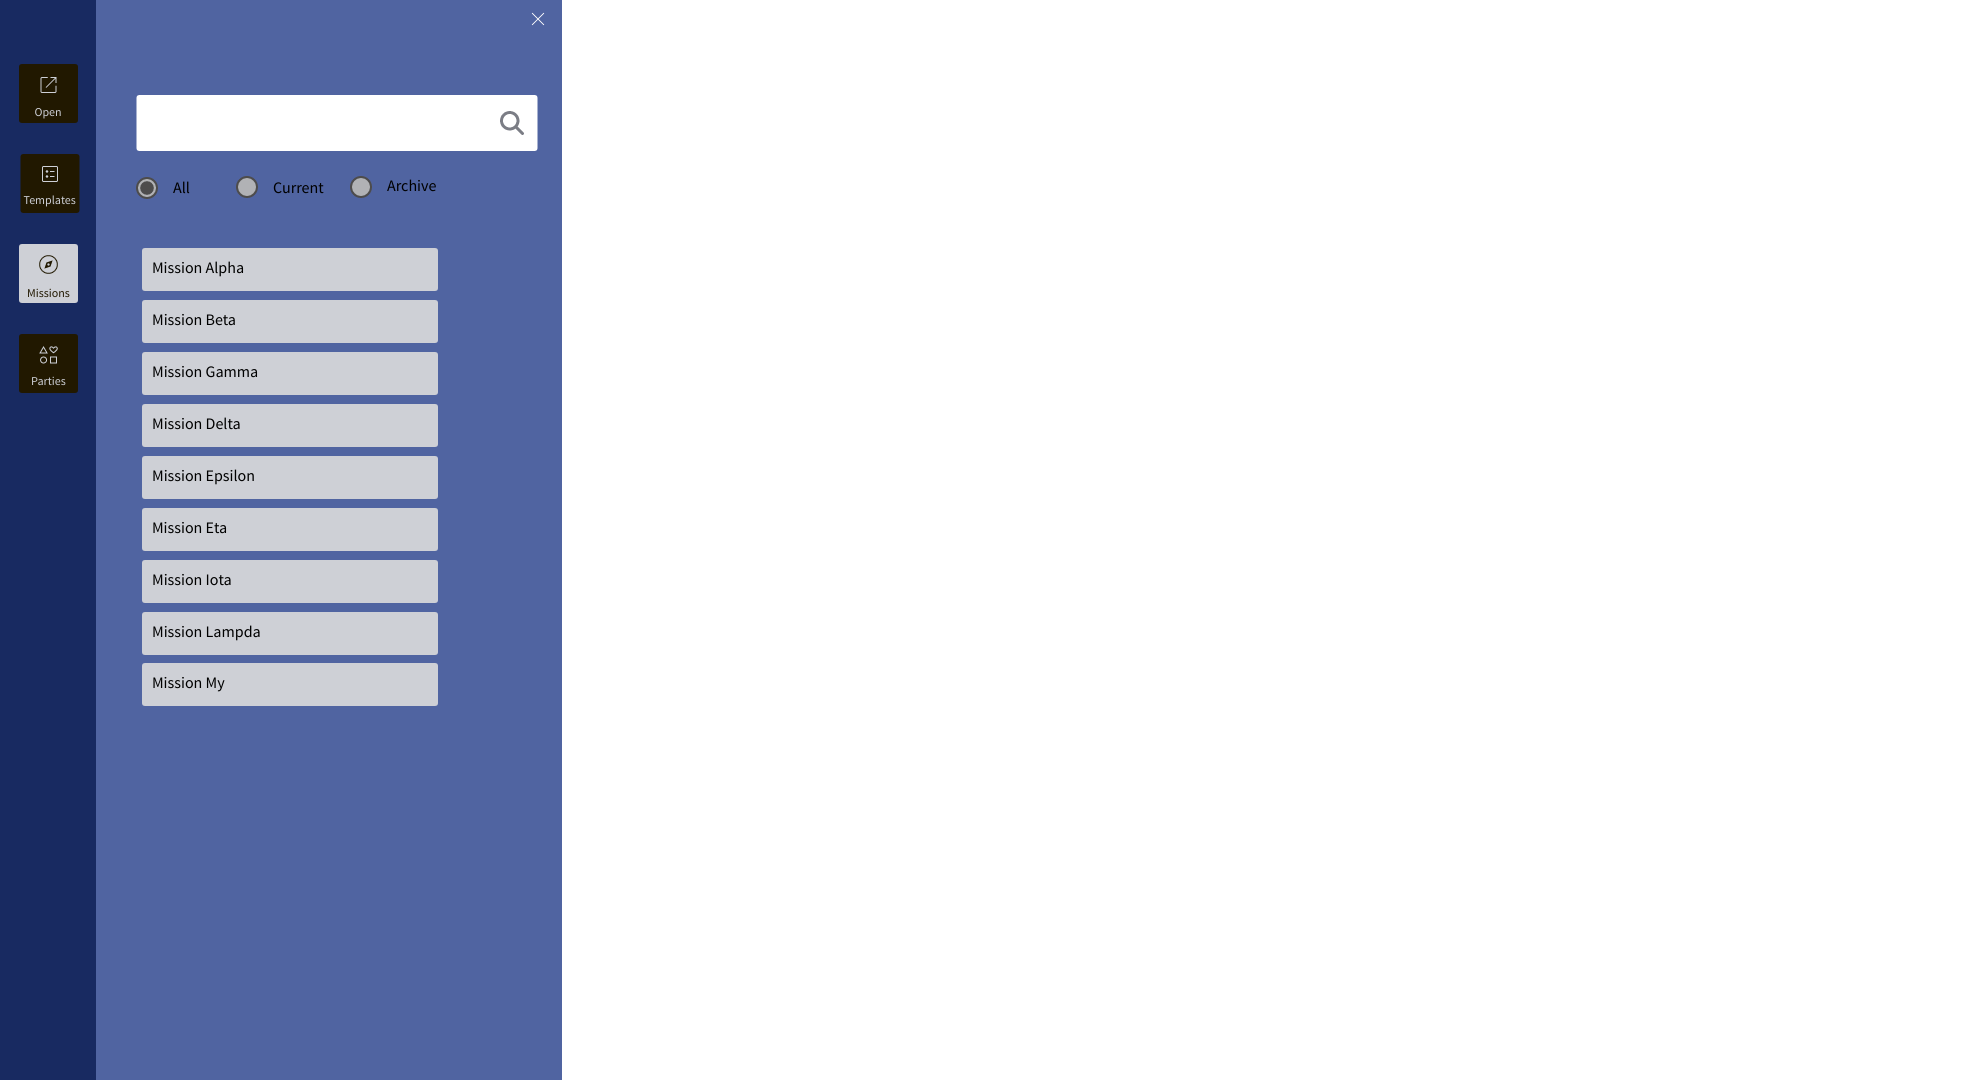 Open
Templates
Missions
Parties
All
Current
Archive
Mission Alpha
Mission Beta
Mission Gamma
Mission Delta
Mission Epsilon
Mission Eta
Mission Iota
Mission Lampda
Mission My